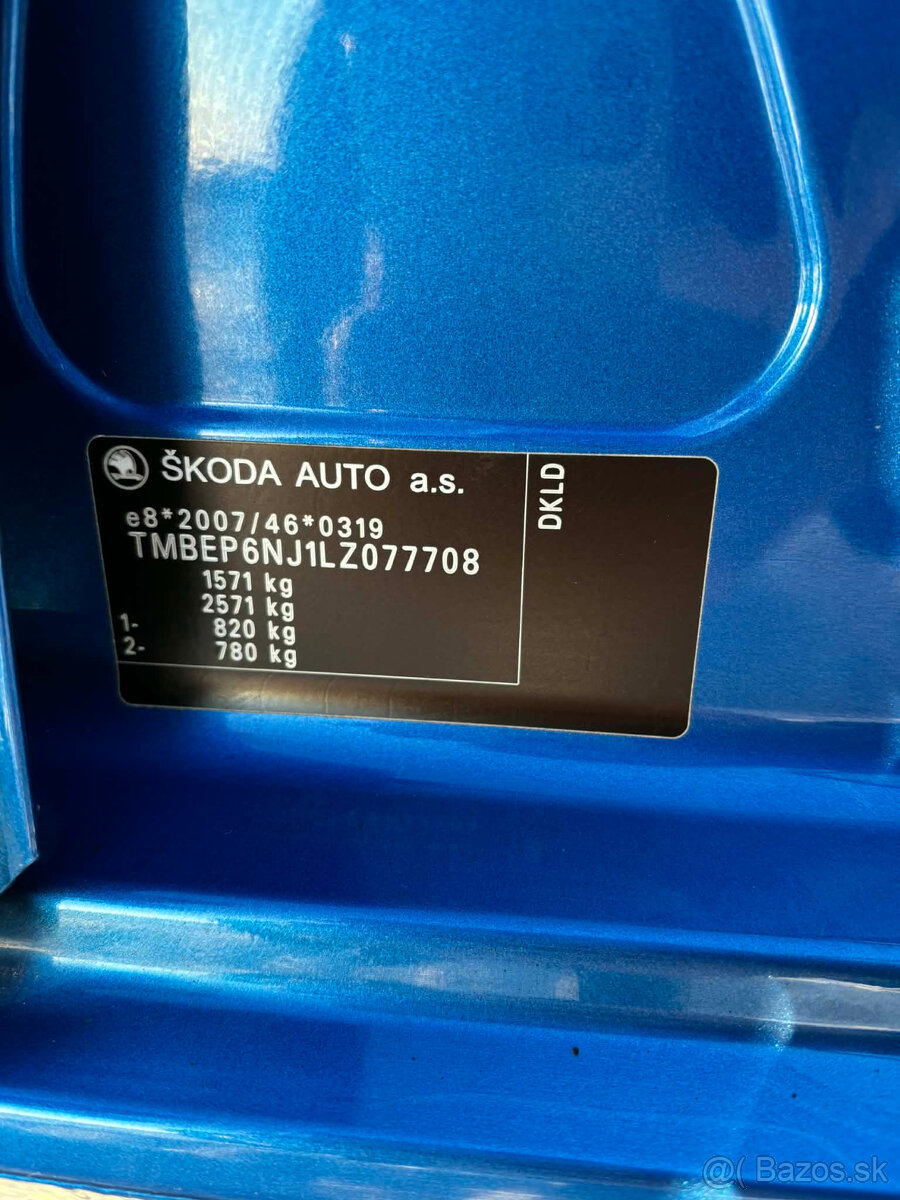 ŠKODA AUTO a.s.
e8*2007/46*0319
TMBEP6NJ1LZ077708
1571 kg
2571 kg
1- 820 kg
2- 780 kg
DKLD
@( Bazos.sk